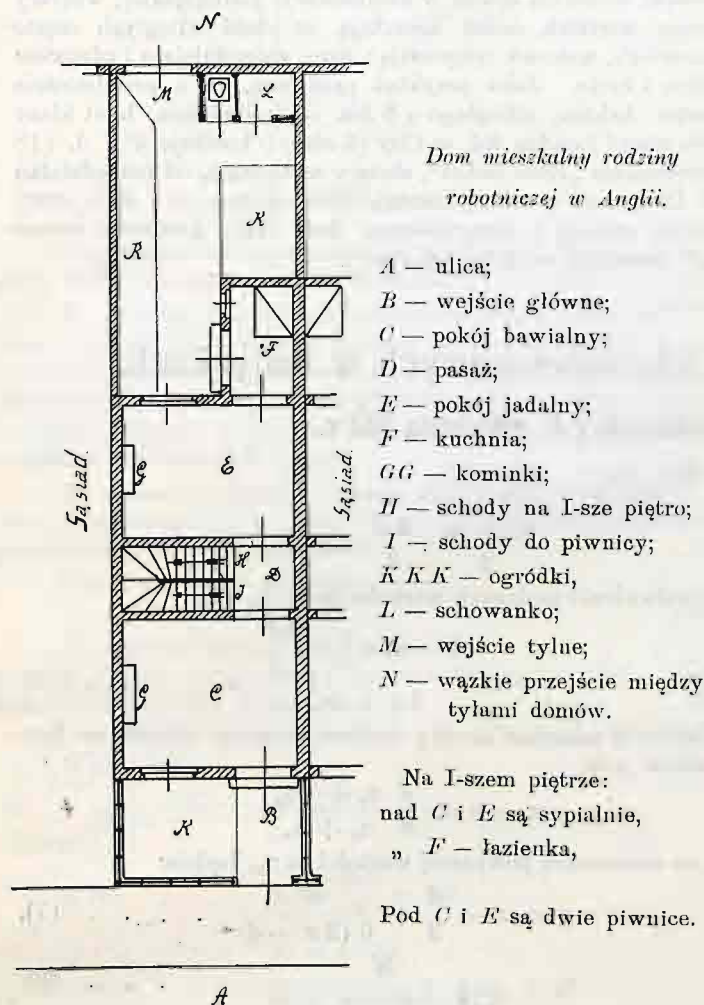 N
M
L
K
R
F
Sąsiad.
G
E
Sąsiad.
H
D
I
G
C
K
B
A
Dom mieszkalny rodziny
robotniczej w Anglii.
A — ulica;
B — wejście główne;
C — pokój bawialny;
D — pasaż;
E — pokój jadalny;
F — kuchnia;
GG — kominki;
H — schody na I-sze piętro;
I — schody do piwnicy;
K K K — ogródki,
L — schowanko;
M — wejście tylne;
N — wązkie przejście między
tyłami domów.
Na I-szem piętrze:
nad C i E są sypialnie,
„ F — łazienka,
Pod C i E są dwie piwnice.